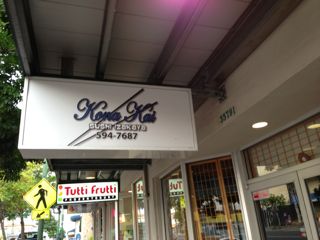 Kona Kai
SUSHI IZAKAYA
594-7687
Tutti Frutti